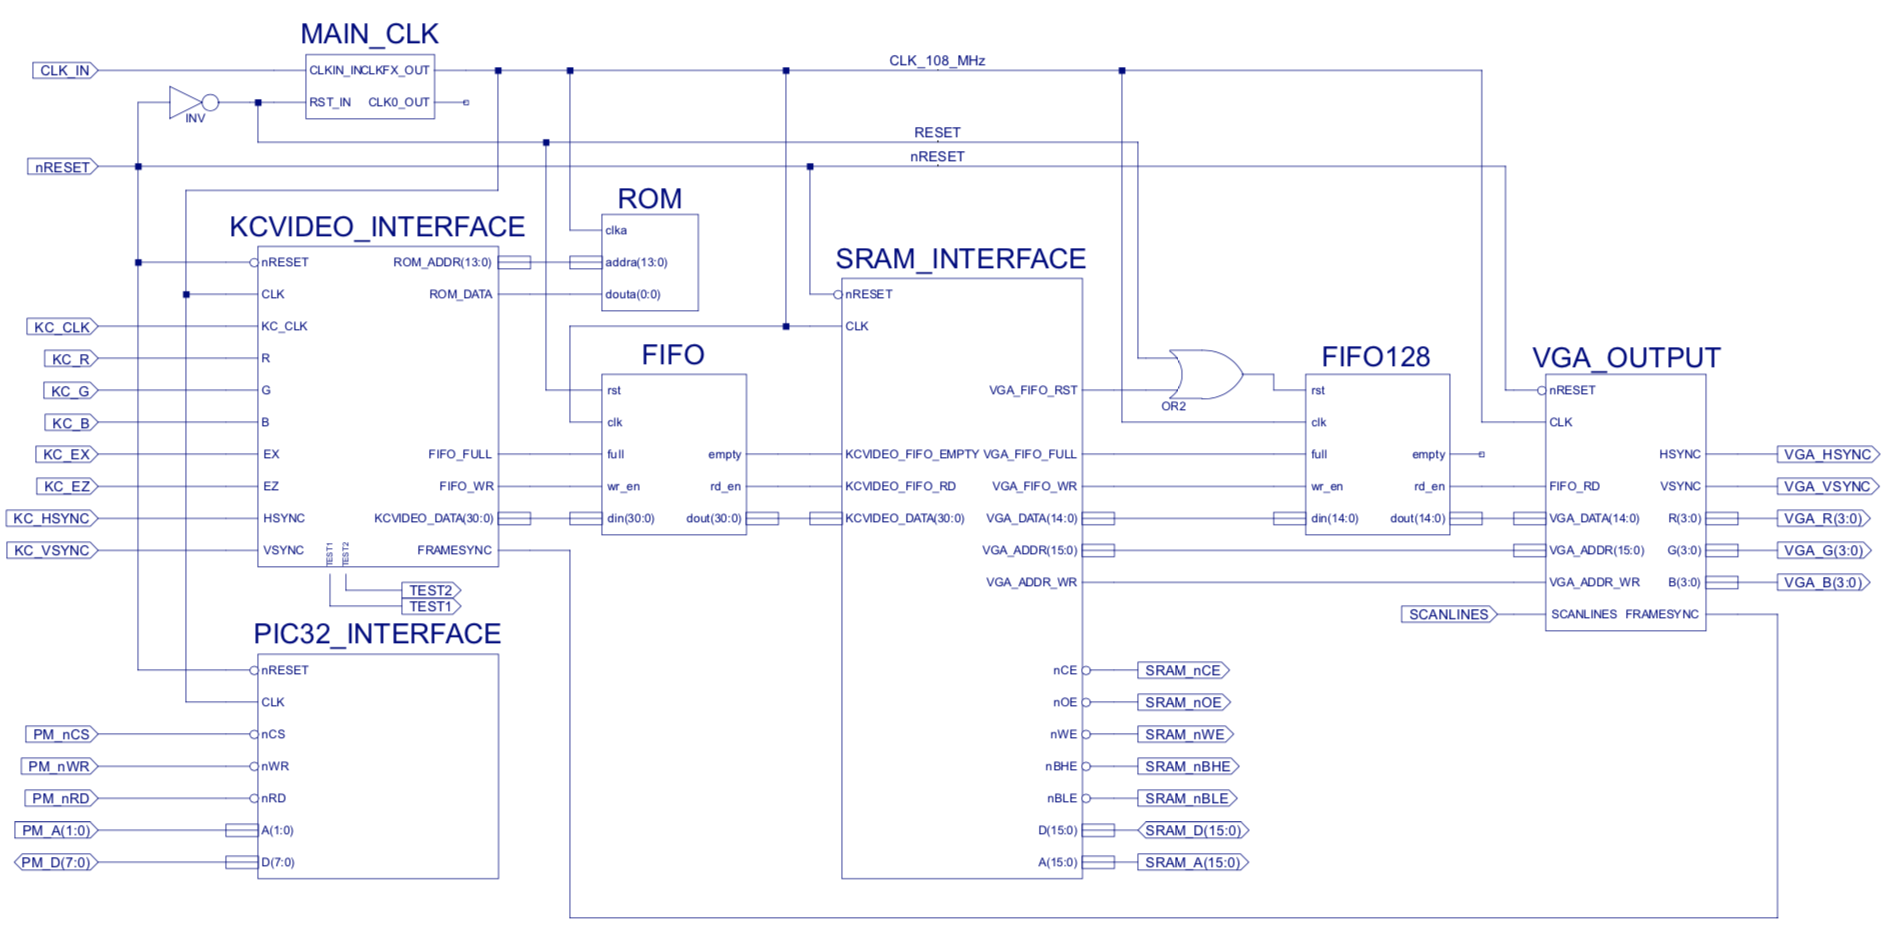 MAIN_CLK
CLK_IN
CLKIN_IN
CLKFX_OUT
CLK_108_MHz
RST_IN
CLK0_OUT
INV
RESET
nRESET
nRESET
ROM
clka
addra(13:0)
douta(0:0)
KCVIDEO_INTERFACE
nRESET
ROM_ADDR(13:0)
CLK
ROM_DATA
KC_CLK
KC_CLK
KC_R
R
KC_G
G
KC_B
B
KC_EX
EX
FIFO_FULL
KC_EZ
EZ
FIFO_WR
KC_HSYNC
HSYNC
KCVIDEO_DATA(30:0)
KC_VSYNC
VSYNC
TEST1
TEST2
FRAMESYNC
TEST2
TEST1
FIFO
rst
clk
full
empty
wr_en
rd_en
din(30:0)
dout(30:0)
SRAM_INTERFACE
nRESET
CLK
VGA_FIFO_RST
KCVIDEO_FIFO_EMPTY
VGA_FIFO_FULL
KCVIDEO_FIFO_RD
VGA_FIFO_WR
KCVIDEO_DATA(30:0)
VGA_DATA(14:0)
VGA_ADDR(15:0)
VGA_ADDR_WR
nCE
SRAM_nCE
nOE
SRAM_nOE
nWE
SRAM_nWE
nBHE
SRAM_nBHE
nBLE
SRAM_nBLE
D(15:0)
SRAM_D(15:0)
A(15:0)
SRAM_A(15:0)
OR2
FIFO128
rst
clk
full
empty
wr_en
rd_en
din(14:0)
dout(14:0)
VGA_OUTPUT
nRESET
CLK
HSYNC
VGA_HSYNC
FIFO_RD
VSYNC
VGA_VSYNC
VGA_DATA(14:0)
R(3:0)
VGA_R(3:0)
VGA_ADDR(15:0)
G(3:0)
VGA_G(3:0)
VGA_ADDR_WR
B(3:0)
VGA_B(3:0)
SCANLINES
SCANLINES
FRAMESYNC
PIC32_INTERFACE
nRESET
CLK
PM_nCS
nCS
PM_nWR
nWR
PM_nRD
nRD
PM_A(1:0)
A(1:0)
PM_D(7:0)
D(7:0)